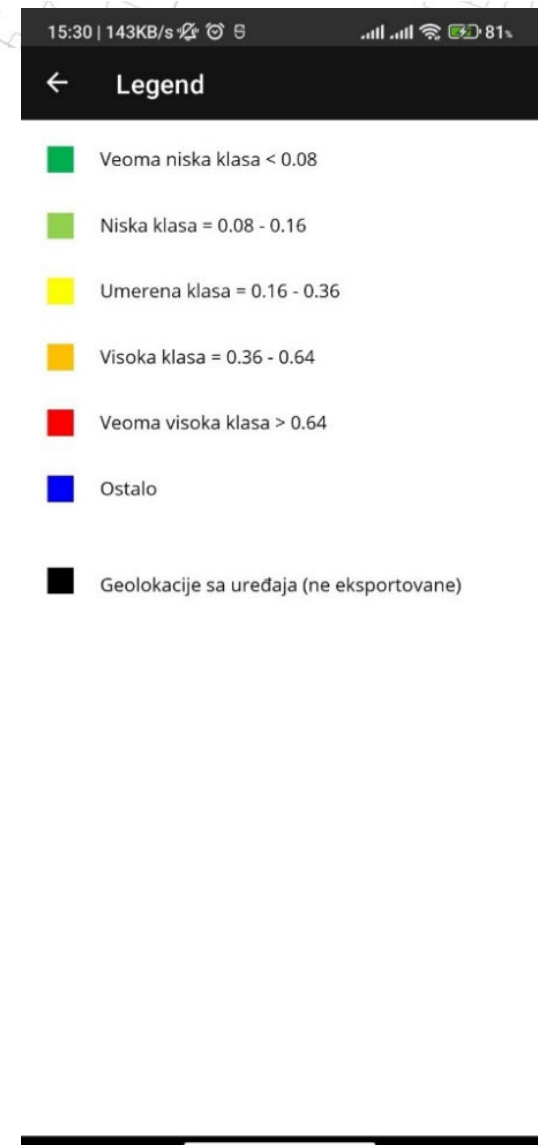 15:30 | 143KB/s 81%
Legend
Veoma niska klasa < 0.08
Niska klasa = 0.08 - 0.16
Umerena klasa = 0.16 - 0.36
Visoka klasa = 0.36 - 0.64
Veoma visoka klasa > 0.64
Ostalo
Geolokacije sa uređaja (ne eksportovane)